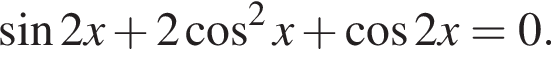 sin 2x + 2 cos² x + cos 2x = 0.